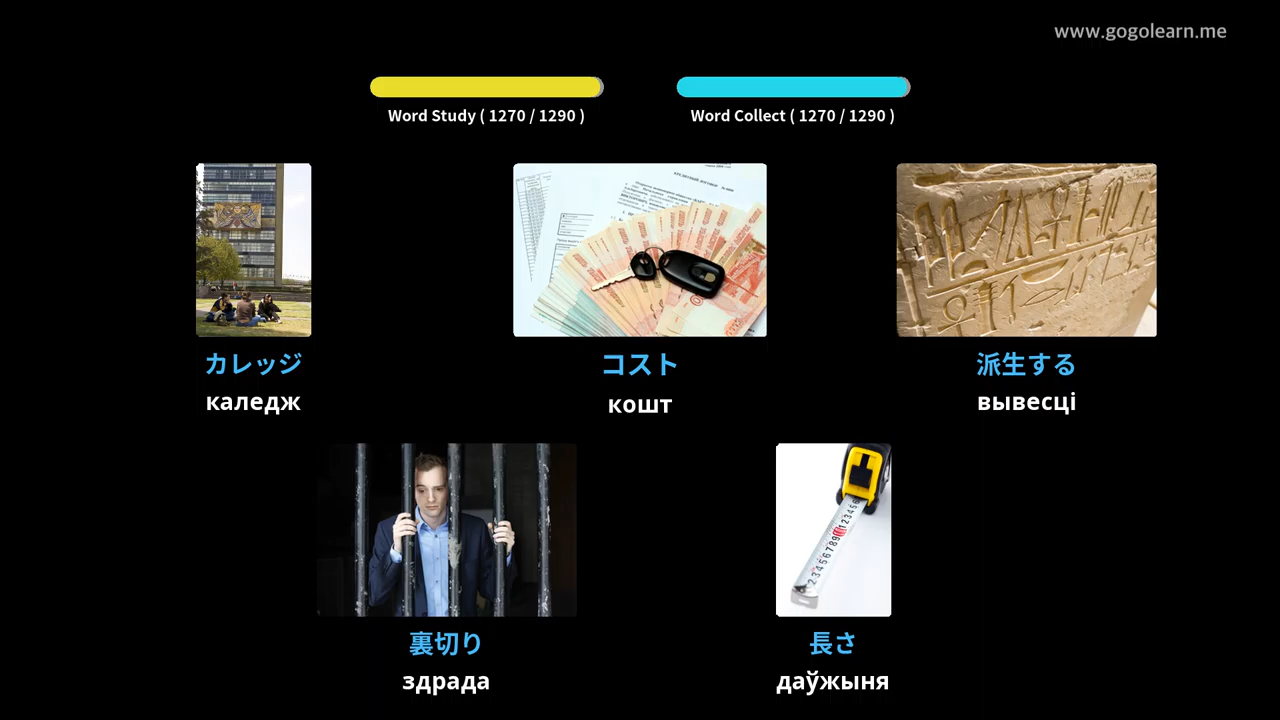 www.gogolearn.me
Word Study ( 1270 / 1290 )
Word Collect ( 1270 / 1290 )
カレッジ
каледж
コスト
кошт
派生する
вывесці
裏切り
здрада
長さ
даўжыня